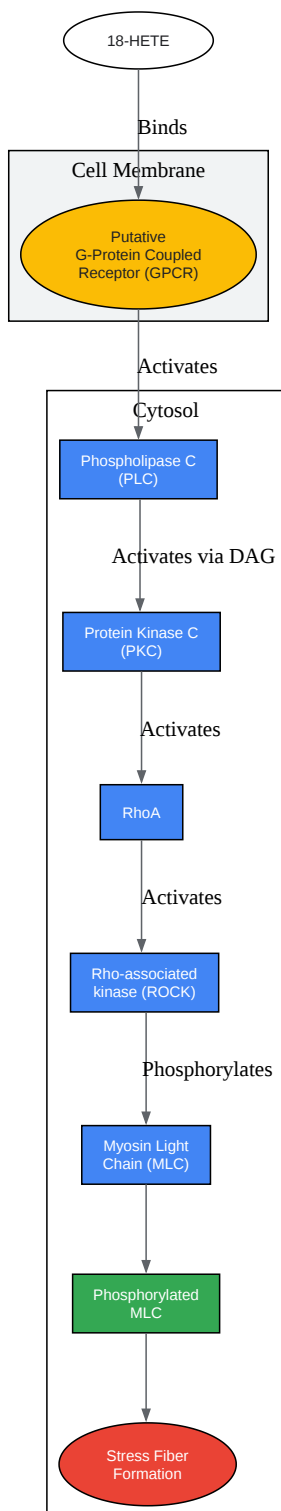 18-HETE
Binds
Cell Membrane
Putative
G-Protein Coupled
Receptor (GPCR)
Activates
Cytosol
Phospholipase C
(PLC)
Activates via DAG
Protein Kinase C
(PKC)
Activates
RhoA
Activates
Rho-associated
kinase (ROCK)
Phosphorylates
Myosin Light
Chain (MLC)
Phosphorylated
MLC
Stress Fiber
Formation